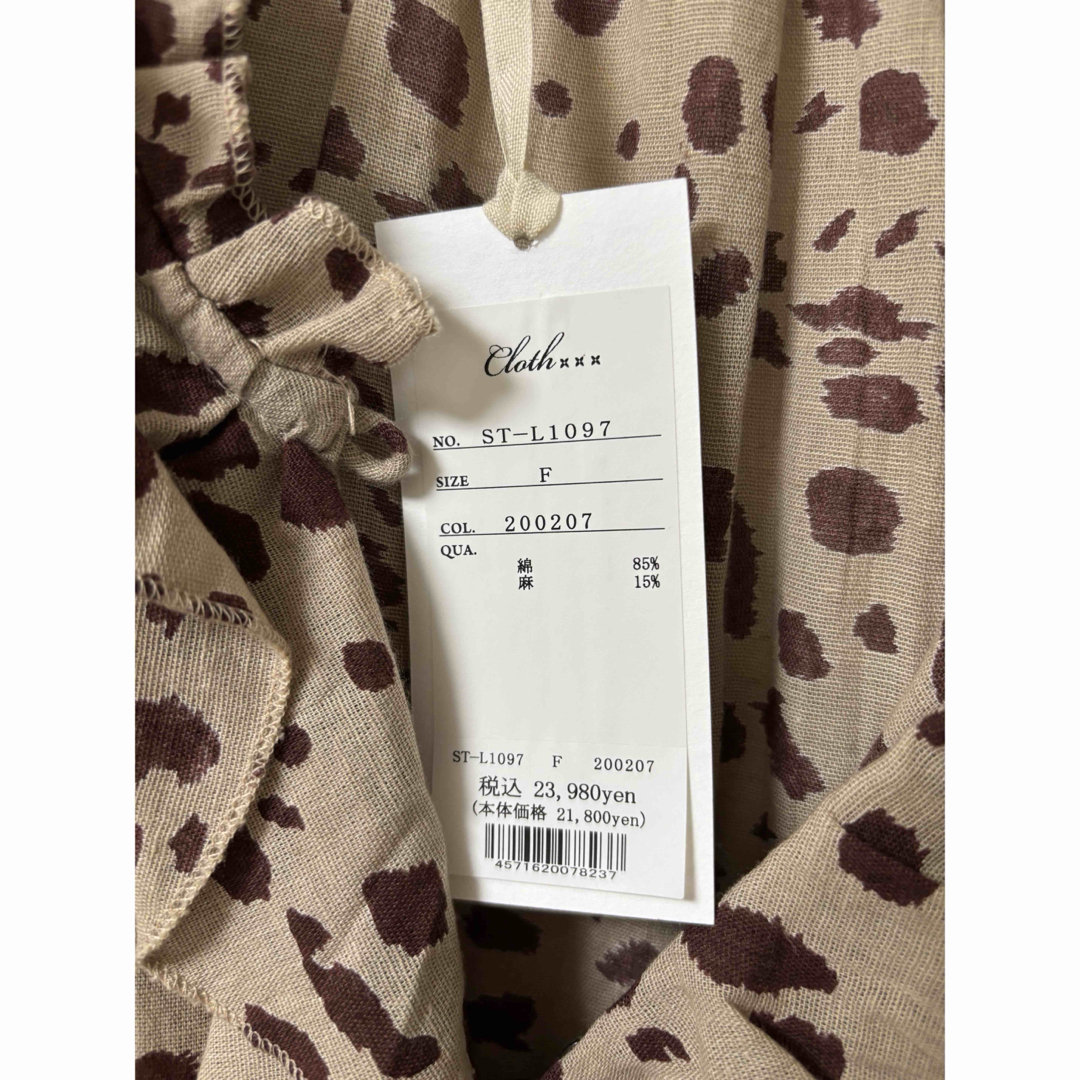 Cloth×××
NO. ST-L1097
SIZE F
COL. 200207
QUA.
綿 85%
麻 15%
ST-L1097 F 200207
税込 23,980yen
(本体価格 21,800yen)
4571620078237